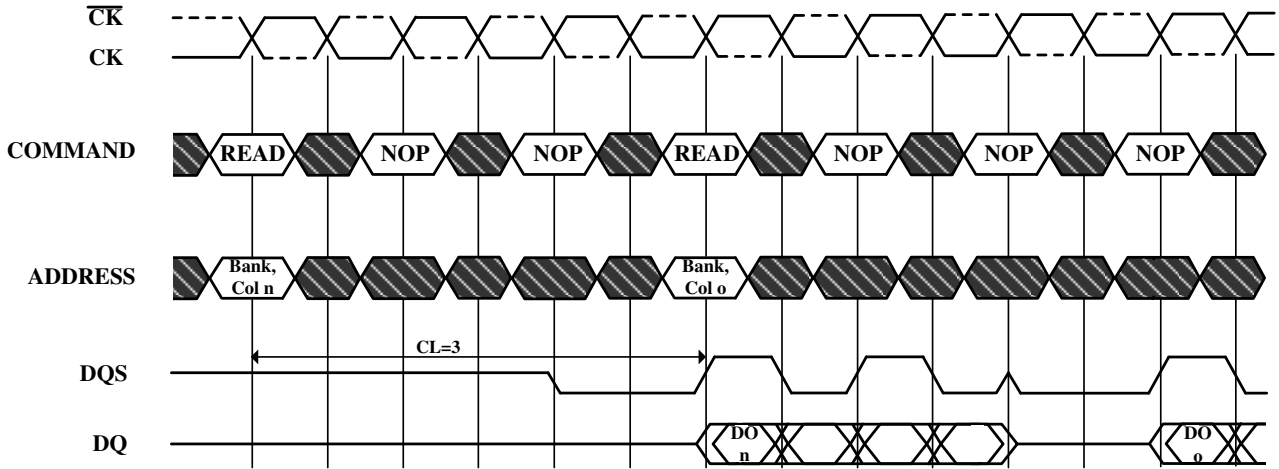 C̅K̅
CK
COMMAND READ NOP NOP READ NOP NOP NOP
ADDRESS Bank, Col n Bank, Col o
CL=3
DQS
DQ DO n DO o